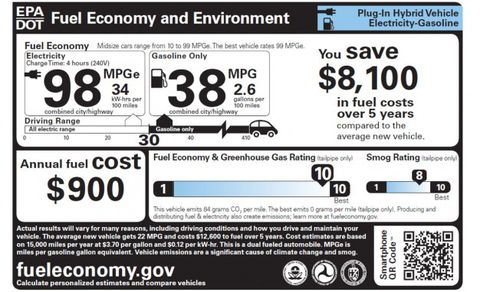 EPA
DOT
Fuel Economy and Environment
Plug-In Hybrid Vehicle
Electricity-Gasoline
Fuel Economy
Midsize cars range from 10 to 99 MPGe. The best vehicle rates 99 MPGe.
Electricity
Charge Time: 4 hours (240V)
98 MPGe
34
kW-hrs per
100 miles
combined city/highway
Gasoline Only
38 MPG
2.6
gallons per
100 miles
combined city/highway
You save
$8,100
in fuel costs
over 5 years
compared to the
average new vehicle.
Driving Range
All electric range
Gasoline only
0
30
200
410
Annual fuel cost
$900
Fuel Economy & Greenhouse Gas Rating (tailpipe only)
10
1
10
Best
Smog Rating (tailpipe only)
8
1
10
Best
This vehicle emits 84 grams CO2 per mile. The best emits 0 grams per mile (tailpipe only). Producing and
distributing fuel & electricity also create emissions; learn more at fueleconomy.gov.
Actual results will vary for many reasons, including driving conditions and how you drive and maintain your
vehicle. The average new vehicle gets 22 MPG and costs $12,600 to fuel over 5 years. Cost estimates are based
on 15,000 miles per year at $3.70 per gallon and $0.12 per kW-hr. This is a dual fueled automobile. MPGe is
miles per gasoline gallon equivalent. Vehicle emissions are a significant cause of climate change and smog.
fueleconomy.gov
Calculate personalized estimates and compare vehicles
Smartphone
QR Code™